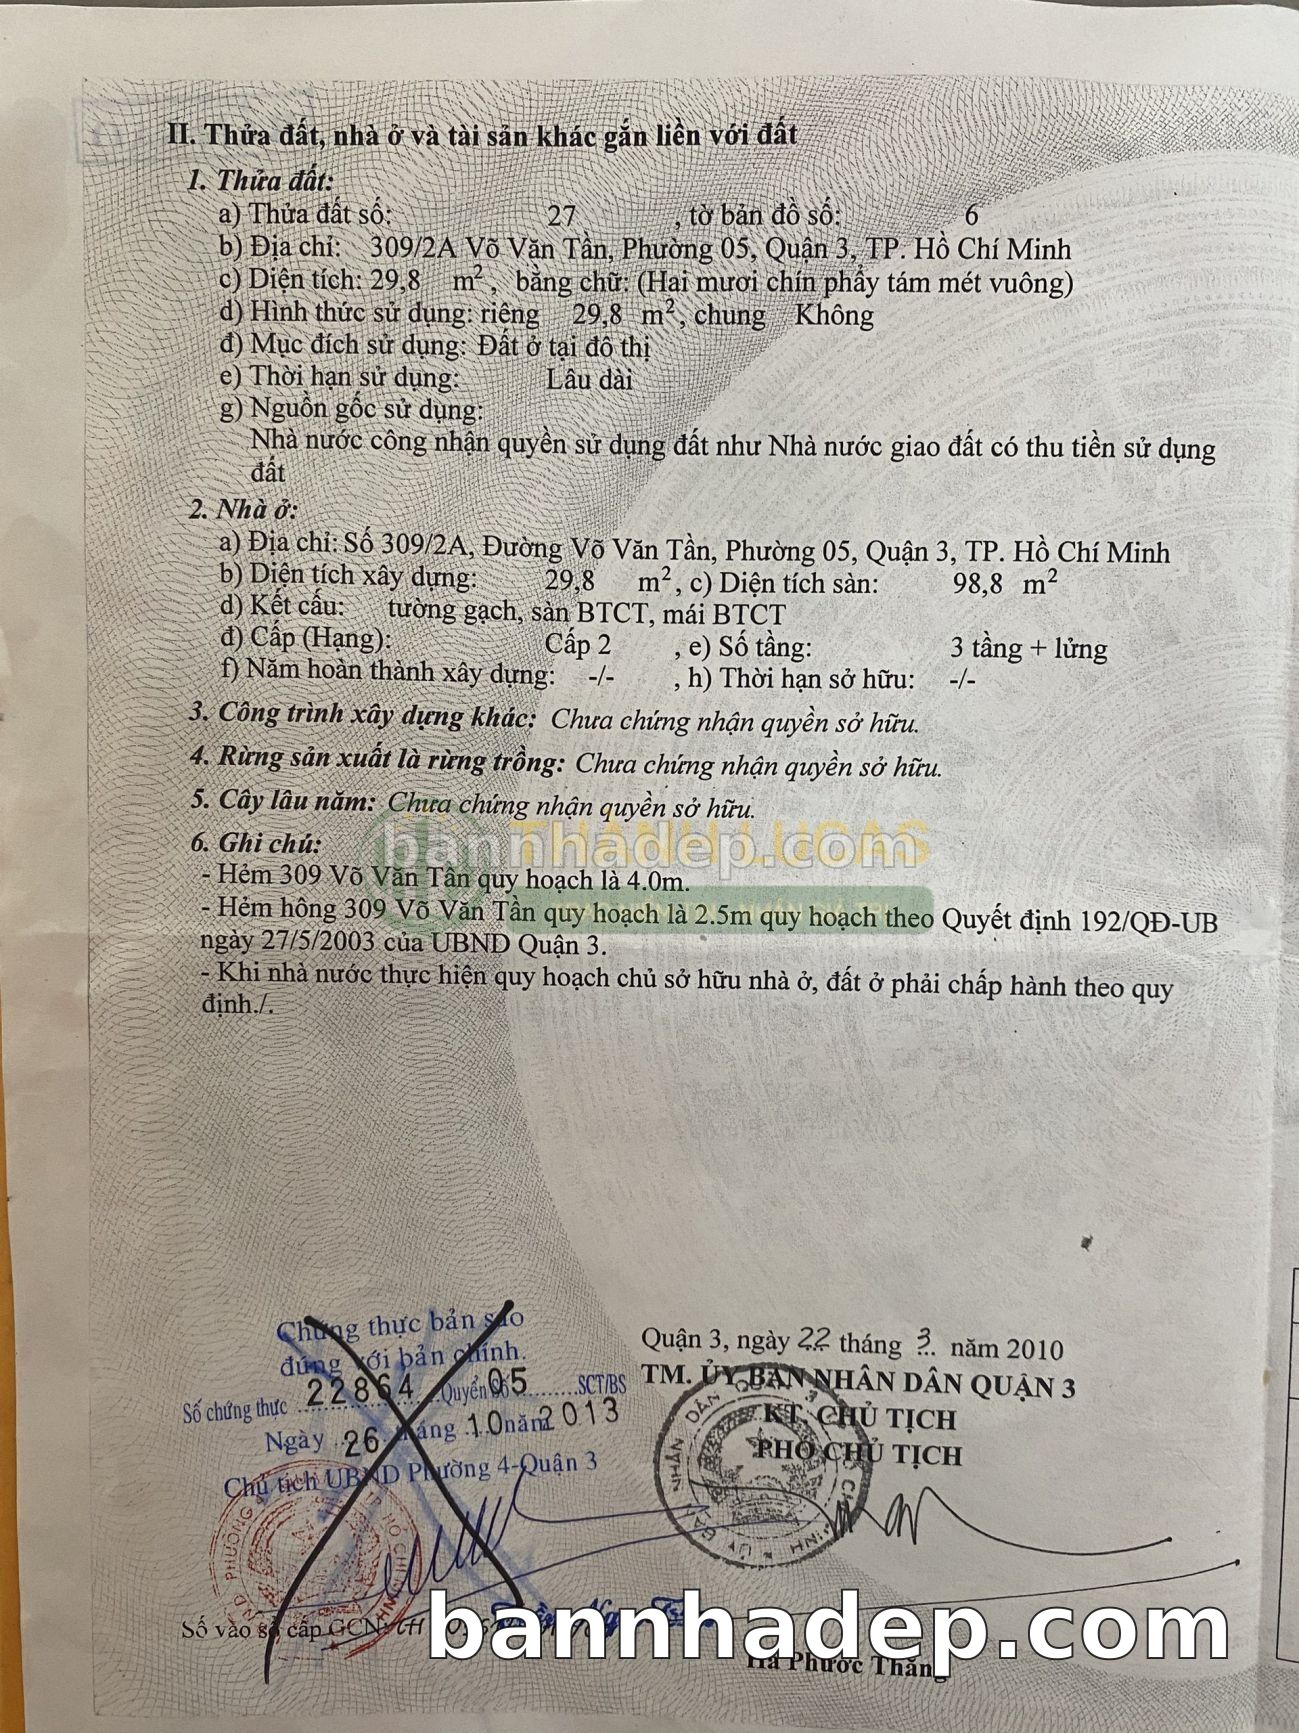 II. Thửa đất, nhà ở và tài sản khác gắn liền với đất
1. Thửa đất:
a) Thửa đất số: 27 , tờ bản đồ số: 6
b) Địa chỉ: 309/2A Võ Văn Tần, Phường 05, Quận 3, TP. Hồ Chí Minh
c) Diện tích: 29,8 m², bằng chữ: (Hai mươi chín phẩy tám mét vuông)
d) Hình thức sử dụng: riêng 29,8 m², chung Không
đ) Mục đích sử dụng: Đất ở tại đô thị
e) Thời hạn sử dụng: Lâu dài
g) Nguồn gốc sử dụng:
Nhà nước công nhận quyền sử dụng đất như Nhà nước giao đất có thu tiền sử dụng
đất
2. Nhà ở:
a) Địa chỉ: Số 309/2A, Đường Võ Văn Tần, Phường 05, Quận 3, TP. Hồ Chí Minh
b) Diện tích xây dựng: 29,8 m², c) Diện tích sàn: 98,8 m²
d) Kết cấu: tường gạch, sàn BTCT, mái BTCT
đ) Cấp (Hạng): Cấp 2 , e) Số tầng: 3 tầng + lửng
f) Năm hoàn thành xây dựng: -/- , h) Thời hạn sở hữu: -/-
3. Công trình xây dựng khác: Chưa chứng nhận quyền sở hữu.
4. Rừng sản xuất là rừng trồng: Chưa chứng nhận quyền sở hữu.
5. Cây lâu năm: Chưa chứng nhận quyền sở hữu.
THANH LUCAS
bannhadep.com
6. Ghi chú:
- Hẻm 309 Võ Văn Tần quy hoạch là 4.0m.
- Hẻm hông 309 Võ Văn Tần quy hoạch là 2.5m quy hoạch theo Quyết định 192/QĐ-UB
ngày 27/5/2003 của UBND Quận 3.
- Khi nhà nước thực hiện quy hoạch chủ sở hữu nhà ở, đất ở phải chấp hành theo quy
định./.
Chứng thực bản sao
đúng với bản chính.
Số chứng thực 22864 Quyển số 05 SCT/BS
Ngày 26 tháng 10 năm 2013
Chủ tịch UBND Phường 4-Quận 3
Quận 3, ngày 22 tháng 3 năm 2010
TM. ỦY BAN NHÂN DÂN QUẬN 3
KT. CHỦ TỊCH
PHÓ CHỦ TỊCH
Số vào sổ cấp GCN: CH
bannhadep.com
Hà Phước Thắng